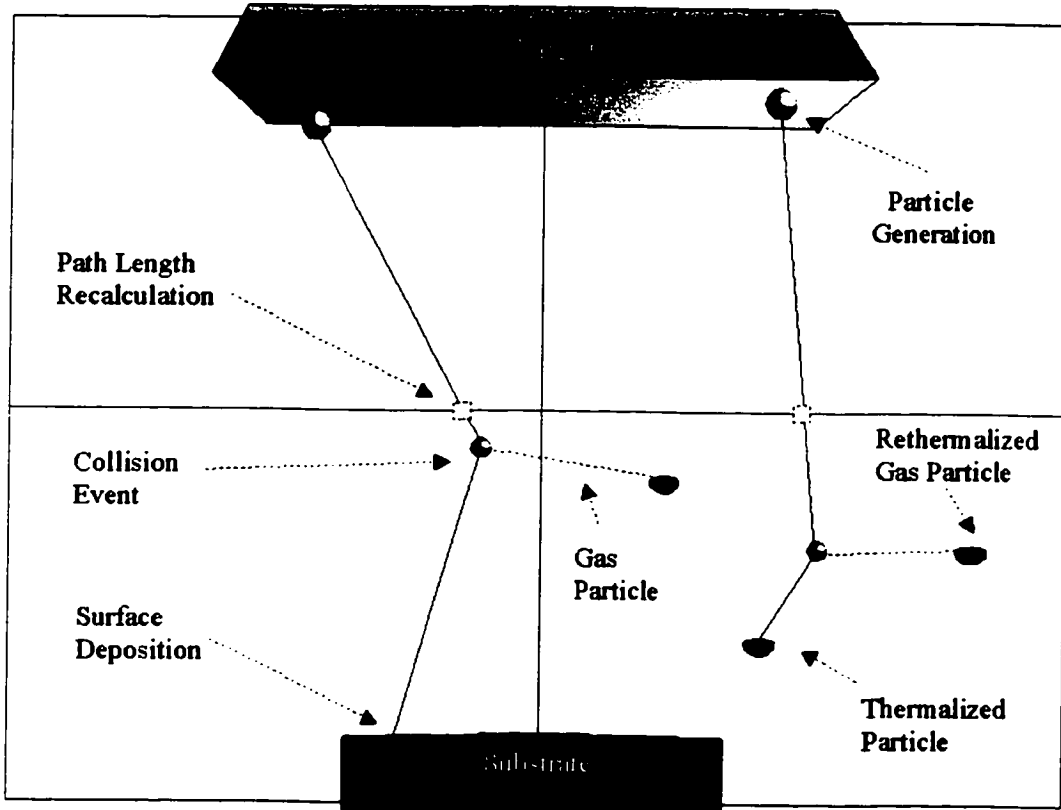 Particle
Generation
Path Length
Recalculation
Rethermalized
Gas Particle
Collision
Event
Gas
Particle
Surface
Deposition
Thermalized
Particle
Substrate